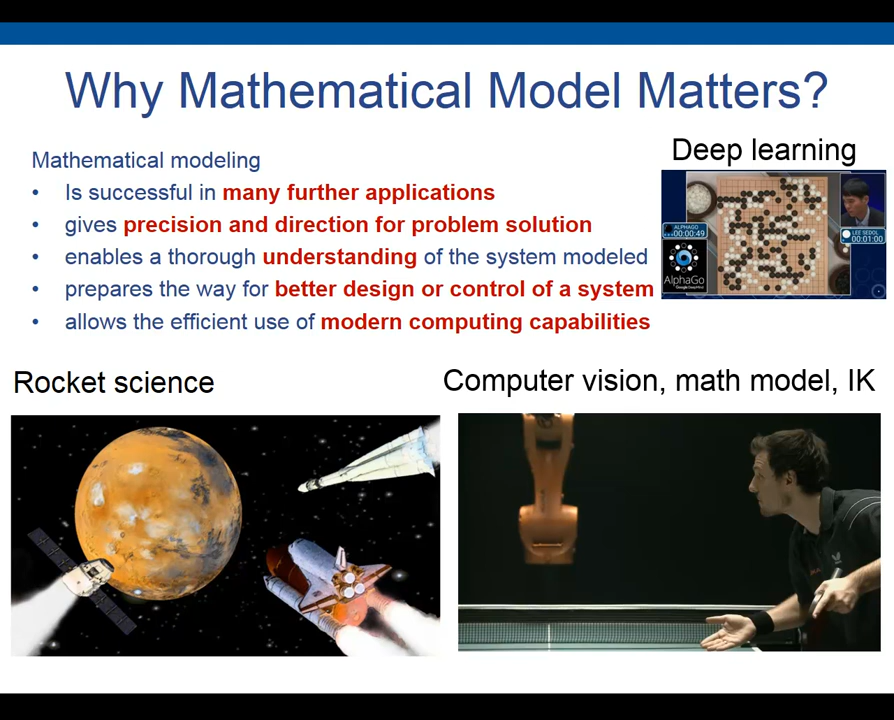 Why Mathematical Model Matters?
Deep learning
Mathematical modeling
• Is successful in many further applications
• gives precision and direction for problem solution
• enables a thorough understanding of the system modeled
• prepares the way for better design or control of a system
• allows the efficient use of modern computing capabilities
ALPHAGO
00:00:49
LEE SEDOL
00:01:00
AlphaGo
Google DeepMind
Rocket science
Computer vision, math model, IK